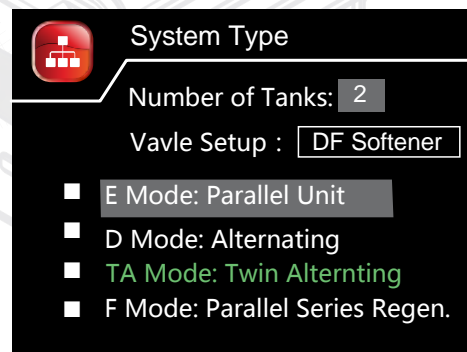 System Type
Number of Tanks: 2
Vavle Setup : DF Softener
E Mode: Parallel Unit
D Mode: Alternating
TA Mode: Twin Alternting
F Mode: Parallel Series Regen.